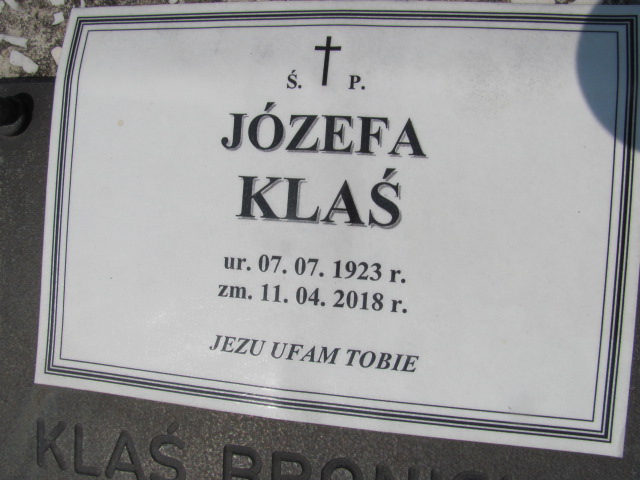 Ś. P.
JÓZEFA
KLAŚ
ur. 07. 07. 1923 r.
zm. 11. 04. 2018 r.
JEZU UFAM TOBIE
KLAŚ